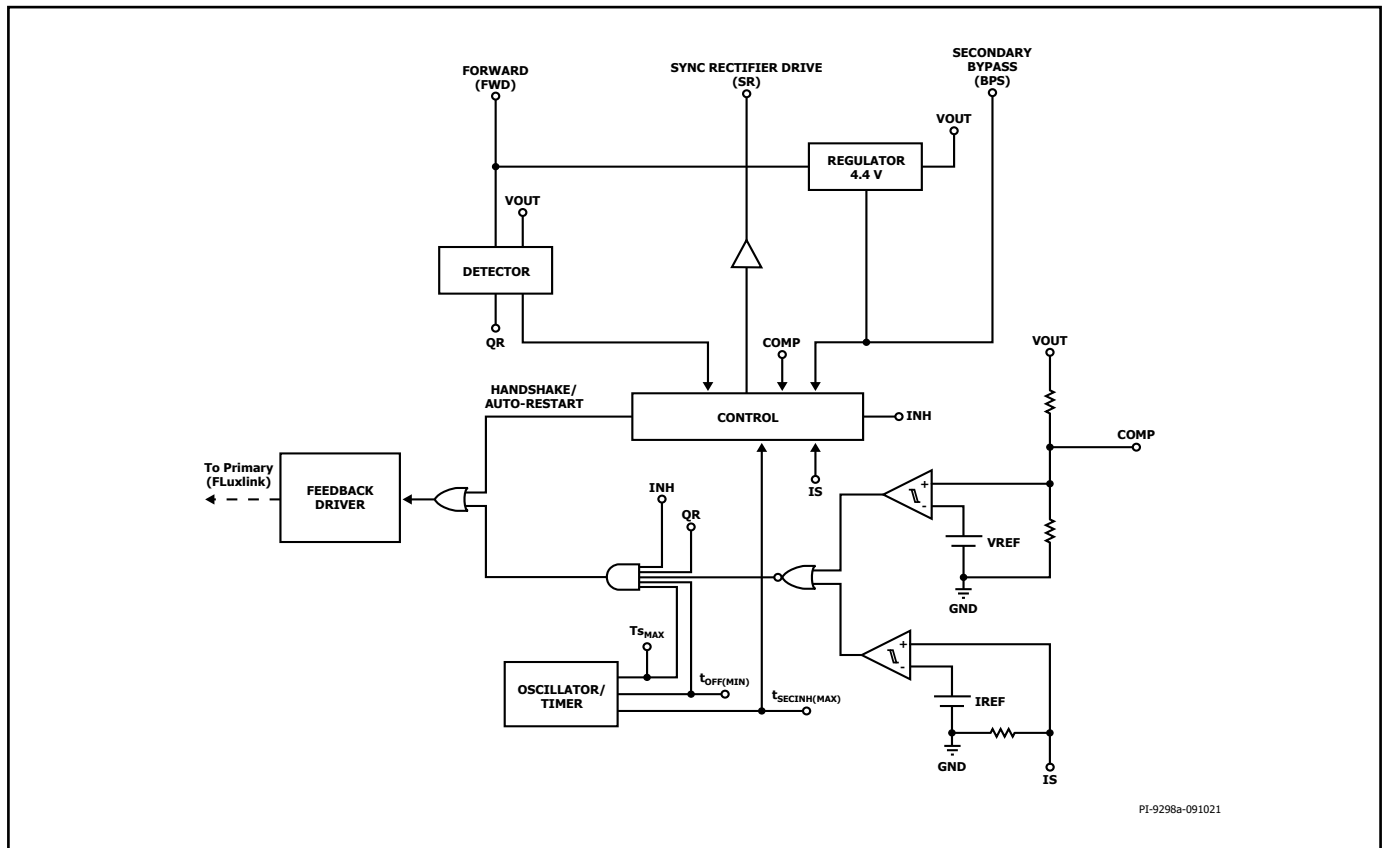 FORWARD
(FWD)
SYNC RECTIFIER DRIVE
(SR)
SECONDARY
BYPASS
(BPS)
VOUT
REGULATOR
4.4 V
VOUT
DETECTOR
QR
COMP
VOUT
HANDSHAKE/
AUTO-RESTART
CONTROL
INH
COMP
To Primary
(FLuxlink)
FEEDBACK
DRIVER
INH
QR
IS
+
-
VREF
GND
TsMAX
OSCILLATOR/
TIMER
tOFF(MIN)
tSECINH(MAX)
+
-
IREF
GND
IS
PI-9298a-091021